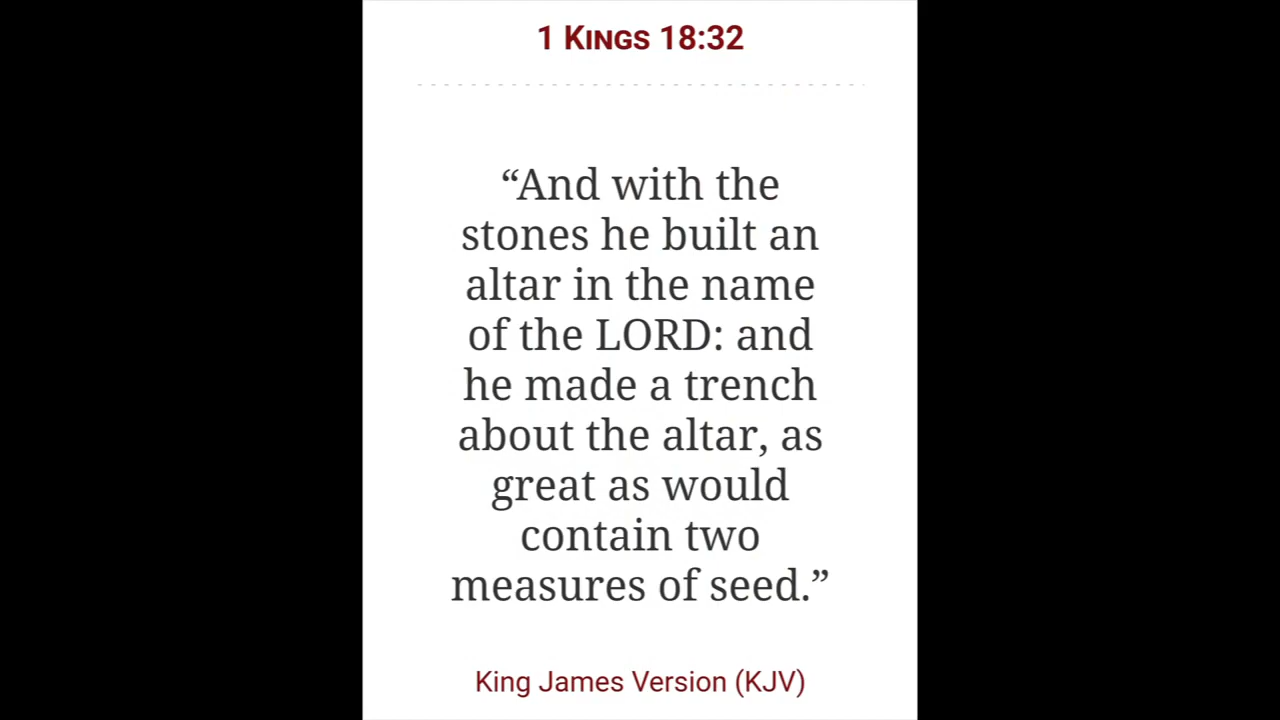 1 Kings 18:32
“And with the
stones he built an
altar in the name
of the LORD: and
he made a trench
about the altar, as
great as would
contain two
measures of seed.”
King James Version (KJV)